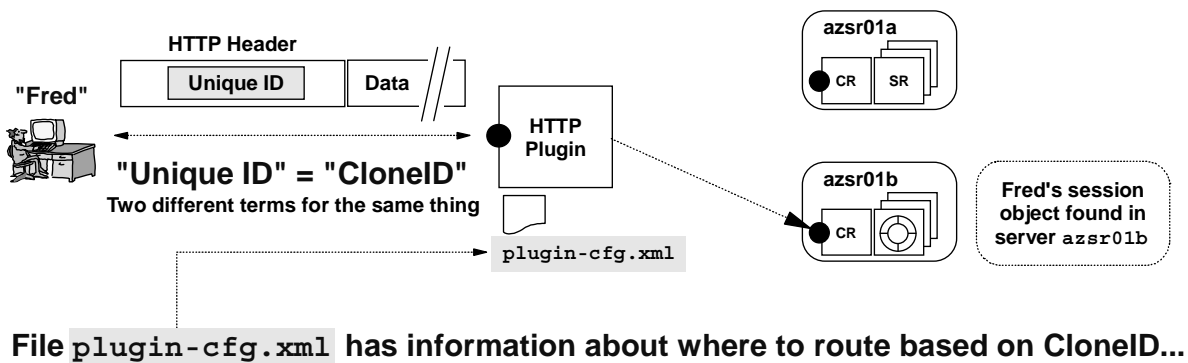 HTTP Header
Unique ID
Data
"Fred"
HTTP
Plugin
"Unique ID" = "CloneID"
Two different terms for the same thing
plugin-cfg.xml
azsr01a
CR
SR
azsr01b
CR
Fred's session
object found in
server azsr01b
File plugin-cfg.xml has information about where to route based on CloneID...